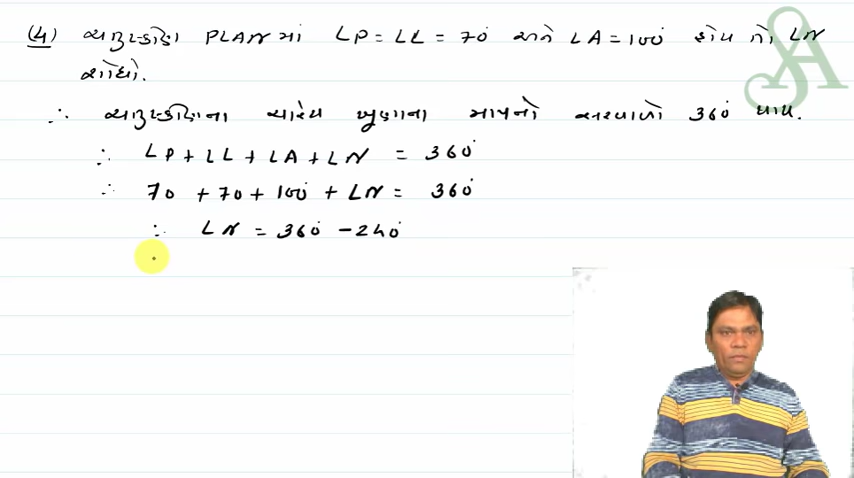 (4) ચતુષ્કોણ PLAN માં ∠P = ∠L = 70° અને ∠A = 100° હોય તો ∠N
શોધો.
∴ ચતુષ્કોણના ચારેય ખૂણાના માપનો સરવાળો 360° થાય.
∴ ∠P + ∠L + ∠A + ∠N = 360°
∴ 70 + 70 + 100° + ∠N = 360°
∴ ∠N = 360° - 240°